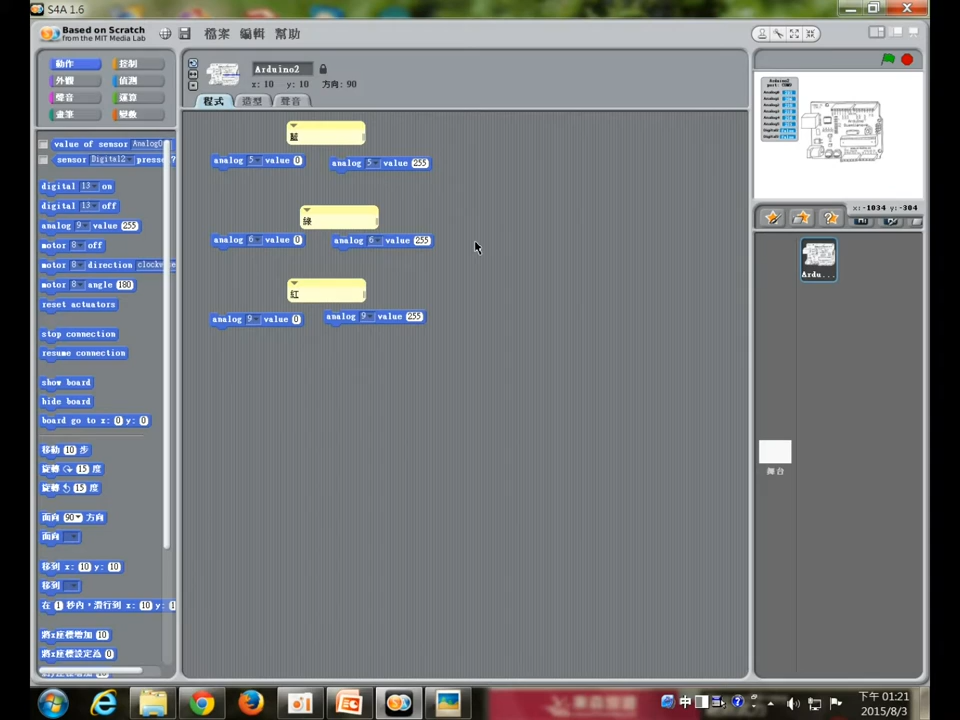 S4A 1.6
Based on Scratch
from the MIT Media Lab
檔案 編輯 幫助
動作 控制
外觀 偵測
聲音 運算
畫筆 變數
Arduino2
x: 10 y: 10 方向: 90
程式 造型 聲音
value of sensor Analog0
sensor Digital2 presse ?
digital 13 on
digital 13 off
analog 9 value 255
motor 8 off
motor 8 direction clockw
motor 8 angle 180
reset actuators
stop connection
resume connection
show board
hide board
board go to x: 0 y: 0
移動 10 步
旋轉 15 度
旋轉 15 度
面向 90 方向
面向
移到 x: 10 y: 10
移到
在 1 秒內,滑行到 x: 10 y: 1
將x座標增加 10
將x座標設定為 0
藍
analog 5 value 0 analog 5 value 255
綠
analog 6 value 0 analog 6 value 255
紅
analog 9 value 0 analog 9 value 255
Arduino2
x:-1034 y:-304
Ardu...
舞台
中
下午 01:21
2015/8/3